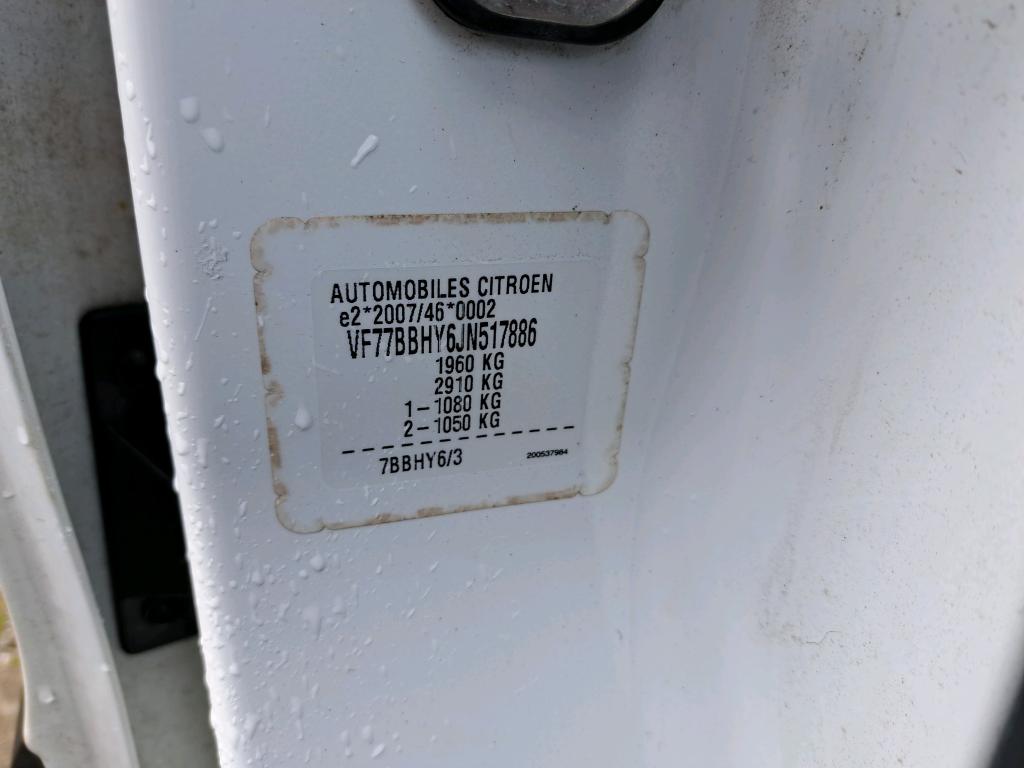 AUTOMOBILES CITROEN
e2*2007/46*0002
VF77BBHY6JN517886
1960 KG
2910 KG
1-1080 KG
2-1050 KG
7BBHY6/3 200537984